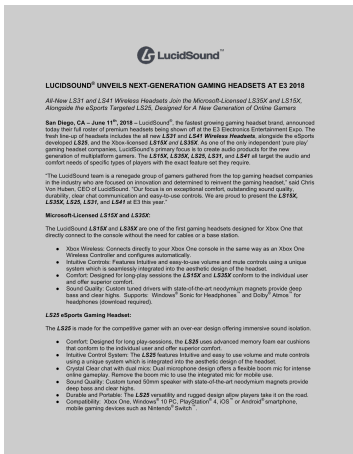 LucidSound™
LUCIDSOUND® UNVEILS NEXT-GENERATION GAMING HEADSETS AT E3 2018
All-New LS31 and LS41 Wireless Headsets Join the Microsoft-Licensed LS35X and LS15X,
Alongside the eSports Targeted LS25, Designed for A New Generation of Online Gamers
San Diego, CA – June 11th, 2018 – LucidSound®, the fastest growing gaming headset brand, announced
today their full roster of premium headsets being shown off at the E3 Electronics Entertainment Expo. The
fresh line-up of headsets includes the all new LS31 and LS41 Wireless Headsets, alongside the eSports
developed LS25, and the Xbox-licensed LS15X and LS35X. As one of the only independent 'pure play'
gaming headset companies, LucidSound's primary focus is to create audio products for the new
generation of multiplatform gamers. The LS15X, LS35X, LS25, LS31, and LS41 all target the audio and
comfort needs of specific types of players with the exact feature set they require.
"The LucidSound team is a renegade group of gamers gathered from the top gaming headset companies
in the industry who are focused on innovation and determined to reinvent the gaming headset," said Chris
Von Huben, CEO of LucidSound. "Our focus is on exceptional comfort, outstanding sound quality,
durability, clear chat communication and easy-to-use controls. We are proud to present the LS15X,
LS35X, LS25, LS31, and LS41 at E3 this year."
Microsoft-Licensed LS15X and LS35X:
The LucidSound LS15X and LS35X are one of the first gaming headsets designed for Xbox One that
directly connect to the console without the need for cables or a base station.
● Xbox Wireless: Connects directly to your Xbox One console in the same way as an Xbox One
Wireless Controller and configures automatically.
● Intuitive Controls: Features Intuitive and easy-to-use volume and mute controls using a unique
system which is seamlessly integrated into the aesthetic design of the headset.
● Comfort: Designed for long-play sessions the LS15X and LS35X conform to the individual user
and offer superior comfort.
● Sound Quality: Custom tuned drivers with state-of-the-art neodymium magnets provide deep
bass and clear highs. Supports: Windows® Sonic for Headphones™ and Dolby® Atmos™ for
headphones (download required).
LS25 eSports Gaming Headset:
The LS25 is made for the competitive gamer with an over-ear design offering immersive sound isolation.
● Comfort: Designed for long play sessions, the LS25 uses advanced memory foam ear cushions
that conform to the individual user and offer superior comfort.
● Intuitive Control System: The LS25 features Intuitive and easy to use volume and mute controls
using a unique system which is integrated into the aesthetic design of the headset.
● Crystal Clear chat with dual mics: Dual microphone design offers a flexible boom mic for intense
online gameplay. Remove the boom mic to use the integrated mic for mobile use.
● Sound Quality: Custom tuned 50mm speaker with state-of-the-art neodymium magnets provide
deep bass and clear highs.
● Durable and Portable: The LS25 versatility and rugged design allow players take it on the road.
● Compatibility: Xbox One, Windows® 10 PC, PlayStation® 4, iOS™ or Android® smartphone,
mobile gaming devices such as Nintendo® Switch™.